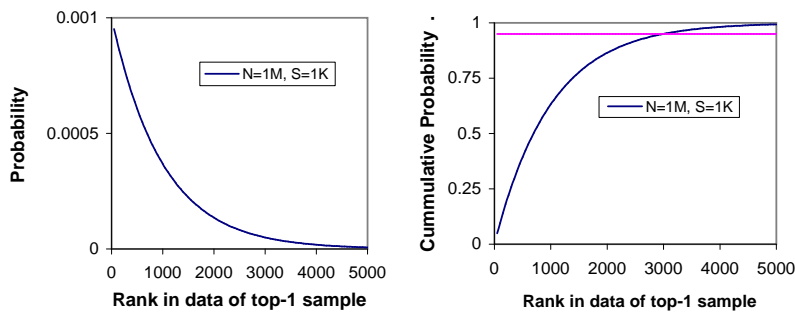 0.001
0.0005
0
Probability
N=1M, S=1K
0 1000 2000 3000 4000 5000
Rank in data of top-1 sample
1
0.75
0.5
0.25
0
Cummulative Probability .
N=1M, S=1K
0 1000 2000 3000 4000 5000
Rank in data of top-1 sample